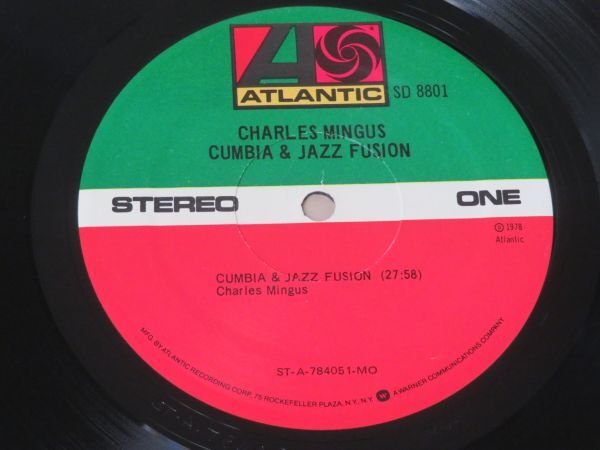 ATLANTIC
SD 8801
CHARLES MINGUS
CUMBIA & JAZZ FUSION
STEREO
ONE
Ⓟ 1978
Atlantic
CUMBIA & JAZZ FUSION (27:58)
Charles Mingus
ST-A-784051-MO
MFG. BY ATLANTIC RECORDING CORP. 75 ROCKEFELLER PLAZA, N.Y., N.Y. W A WARNER COMMUNICATIONS COMPANY